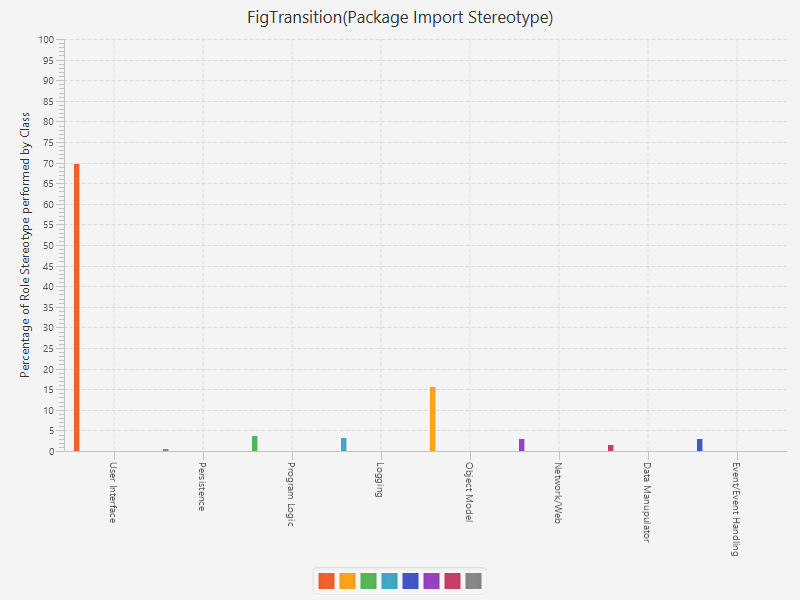 FigTransition(Package Import Stereotype)
Percentage of Role Stereotype performed by Class
100
95
90
85
80
75
70
65
60
55
50
45
40
35
30
25
20
15
10
5
0
User Interface
Persistence
Program Logic
Logging
Object Model
Network/Web
Data Manupulator
Event/Event Handling